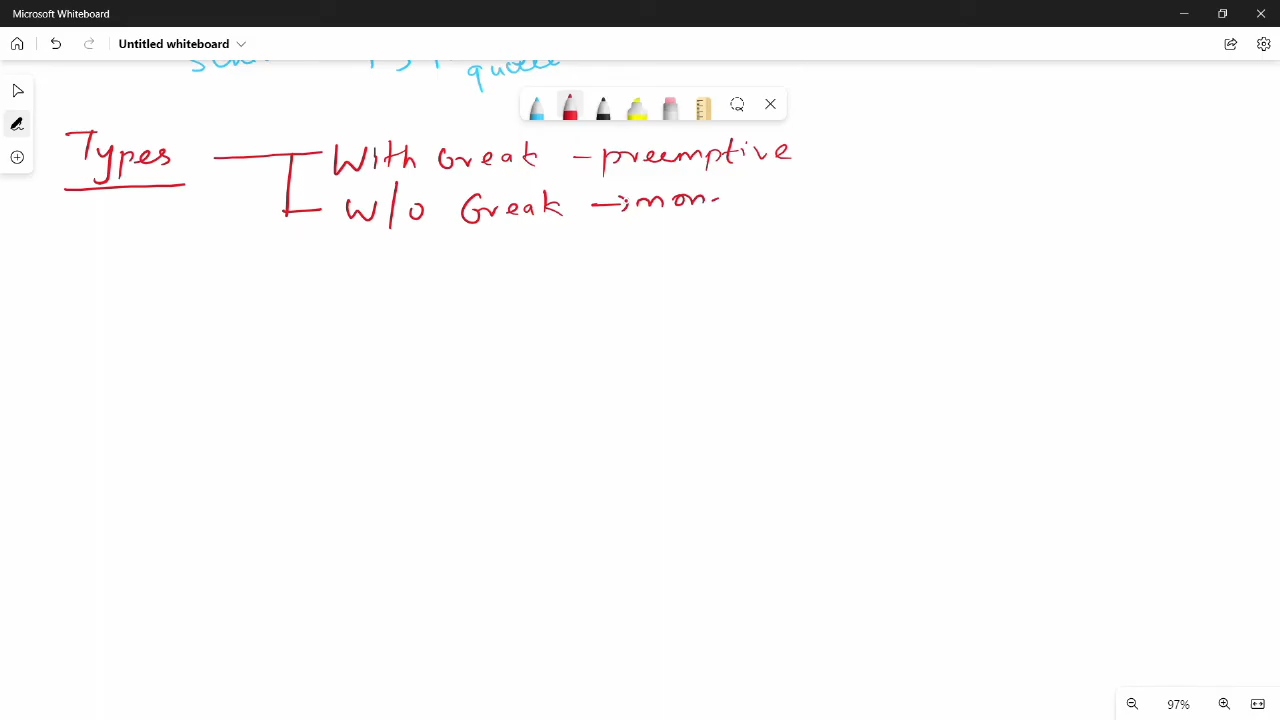 Microsoft Whiteboard
Untitled whiteboard
Types
With Greak - preemptive
W/o Greak → non-
97%